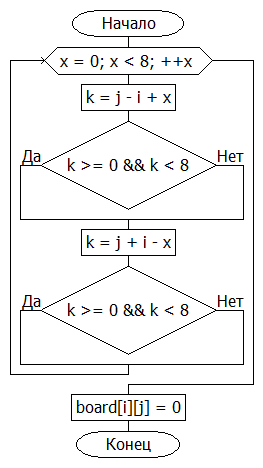 Начало
x = 0; x < 8; ++x
k = j - i + x
Да
Нет
k >= 0 && k < 8
k = j + i - x
Да
Нет
k >= 0 && k < 8
board[i][j] = 0
Конец